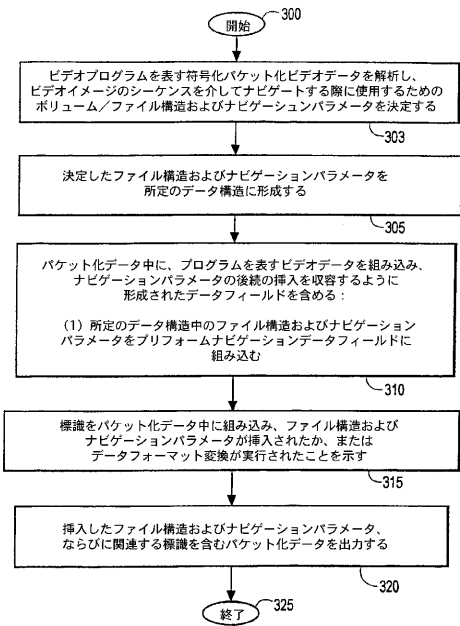 開始
300
ビデオプログラムを表す符号化パケット化ビデオデータを解析し、
ビデオイメージのシーケンスを介してナビゲートする際に使用するための
ボリューム/ファイル構造およびナビゲーションパラメータを決定する
303
決定したファイル構造およびナビゲーションパラメータを
所定のデータ構造に形成する
305
パケット化データ中に、プログラムを表すビデオデータを組み込み、
ナビゲーションパラメータの後続の挿入を収容するように
形成されたデータフィールドを含める:
(1)所定のデータ構造中のファイル構造およびナビゲーション
パラメータをプリフォームナビゲーションデータフィールドに
組み込む
310
標識をパケット化データ中に組み込み、ファイル構造および
ナビゲーションパラメータが挿入されたか、または
データフォーマット変換が実行されたことを示す
315
挿入したファイル構造およびナビゲーションパラメータ、
ならびに関連する標識を含むパケット化データを出力する
320
終了
325